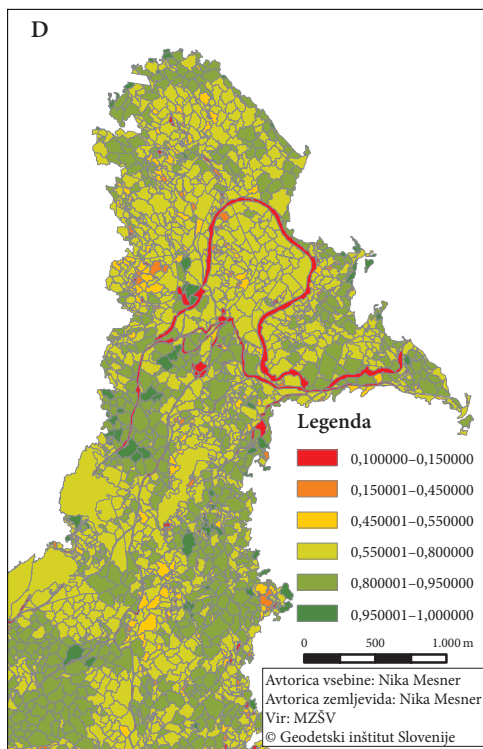 D
Legenda
0,100000–0,150000
0,150001–0,450000
0,450001–0,550000
0,550001–0,800000
0,800001–0,950000
0,950001–1,000000
0 500 1.000 m
Avtorica vsebine: Nika Mesner
Avtorica zemljevida: Nika Mesner
Vir: MZŠV
© Geodetski inštitut Slovenije